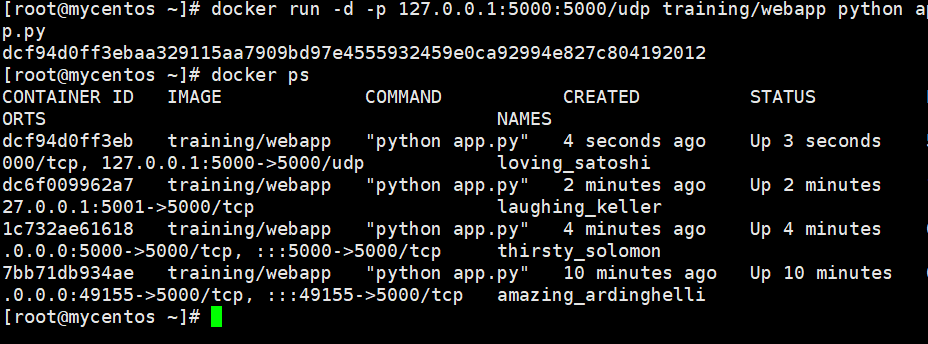 [root@mycentos ~]# docker run -d -p 127.0.0.1:5000:5000/udp training/webapp python ap
p.py
dcf94d0ff3ebaa329115aa7909bd97e4555932459e0ca92994e827c804192012
[root@mycentos ~]# docker ps
CONTAINER ID   IMAGE             COMMAND           CREATED          STATUS
ORTS                                       NAMES
dcf94d0ff3eb   training/webapp   "python app.py"   4 seconds ago    Up 3 seconds
000/tcp, 127.0.0.1:5000->5000/udp          loving_satoshi
dc6f009962a7   training/webapp   "python app.py"   2 minutes ago    Up 2 minutes
27.0.0.1:5001->5000/tcp                    laughing_keller
1c732ae61618   training/webapp   "python app.py"   4 minutes ago    Up 4 minutes
.0.0.0:5000->5000/tcp, :::5000->5000/tcp   thirsty_solomon
7bb71db934ae   training/webapp   "python app.py"   10 minutes ago   Up 10 minutes
.0.0.0:49155->5000/tcp, :::49155->5000/tcp   amazing_ardinghelli
[root@mycentos ~]#